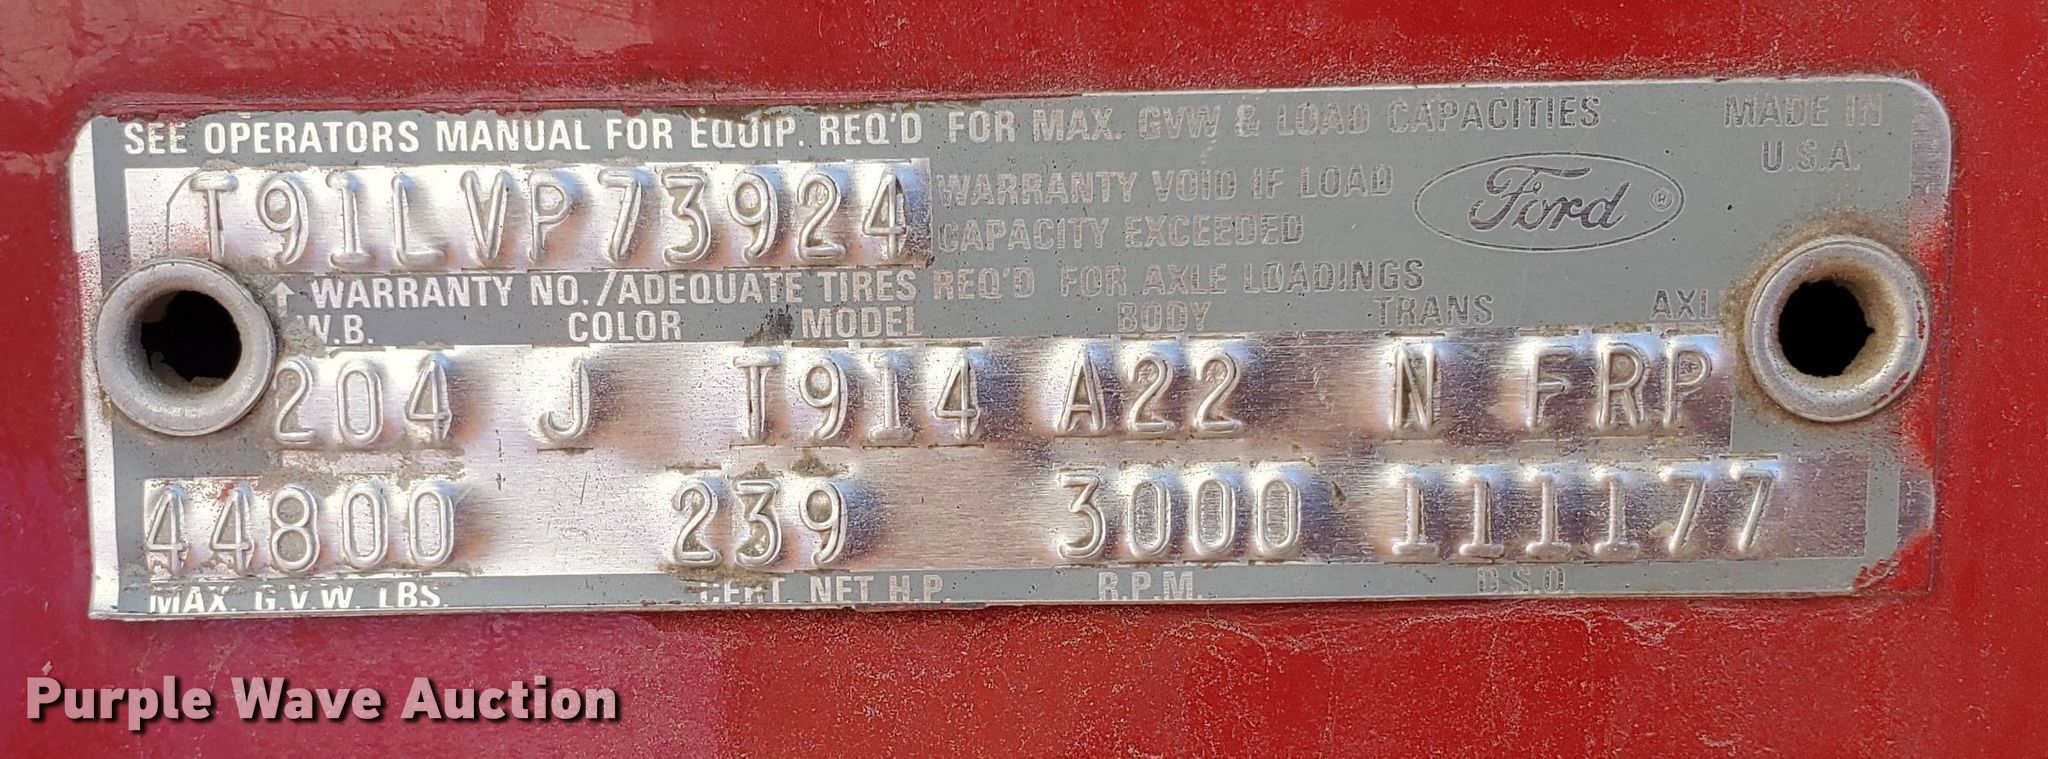 SEE OPERATORS MANUAL FOR EQUIP. REQ'D FOR MAX. GVW & LOAD CAPACITIES
MADE IN U.S.A.
T91LVP73924
WARRANTY VOID IF LOAD
CAPACITY EXCEEDED
Ford ®
↑ WARRANTY NO./ADEQUATE TIRES REQ'D FOR AXLE LOADINGS
W.B. COLOR MODEL BODY TRANS AXL
204 J T914 A22 N FRP
44800 239 3000 111177
MAX. G.V.W. LBS. CERT. NET H.P. R.P.M. D.S.O.
Purple Wave Auction